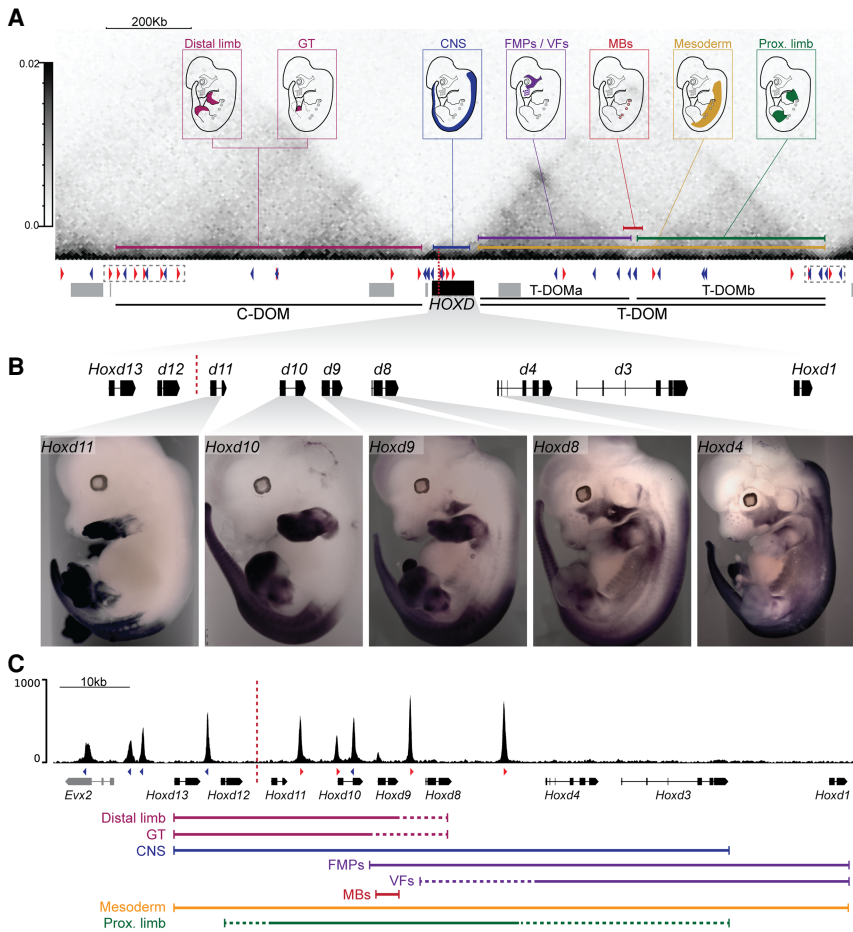 A
200Kb
Distal limb GT CNS FMPs / VFs MBs Mesoderm Prox. limb
0.02
0.0
HOXD
T-DOMa T-DOMb
C-DOM T-DOM
B
Hoxd13 d12 d11 d10 d9 d8 d4 d3 Hoxd1
Hoxd11 Hoxd10 Hoxd9 Hoxd8 Hoxd4
C
10kb
1000
0
Evx2 Hoxd13 Hoxd12 Hoxd11 Hoxd10 Hoxd9 Hoxd8 Hoxd4 Hoxd3 Hoxd1
Distal limb
GT
CNS
FMPs
VFs
MBs
Mesoderm
Prox. limb